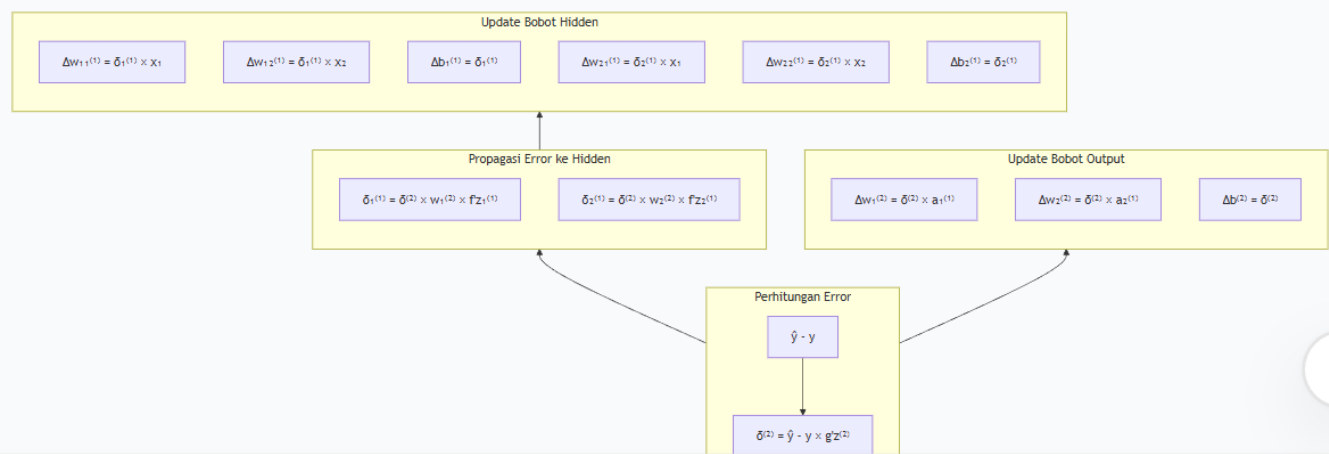 Update Bobot Hidden
Δw₁₁⁽¹⁾ = δ₁⁽¹⁾ × x₁
Δw₁₂⁽¹⁾ = δ₁⁽¹⁾ × x₂
Δb₁⁽¹⁾ = δ₁⁽¹⁾
Δw₂₁⁽¹⁾ = δ₂⁽¹⁾ × x₁
Δw₂₂⁽¹⁾ = δ₂⁽¹⁾ × x₂
Δb₂⁽¹⁾ = δ₂⁽¹⁾
Propagasi Error ke Hidden
δ₁⁽¹⁾ = δ⁽²⁾ × w₁⁽²⁾ × f'z₁⁽¹⁾
δ₂⁽¹⁾ = δ⁽²⁾ × w₂⁽²⁾ × f'z₂⁽¹⁾
Update Bobot Output
Δw₁⁽²⁾ = δ⁽²⁾ × a₁⁽¹⁾
Δw₂⁽²⁾ = δ⁽²⁾ × a₂⁽¹⁾
Δb⁽²⁾ = δ⁽²⁾
Perhitungan Error
ŷ - y
δ⁽²⁾ = ŷ - y × g'z⁽²⁾